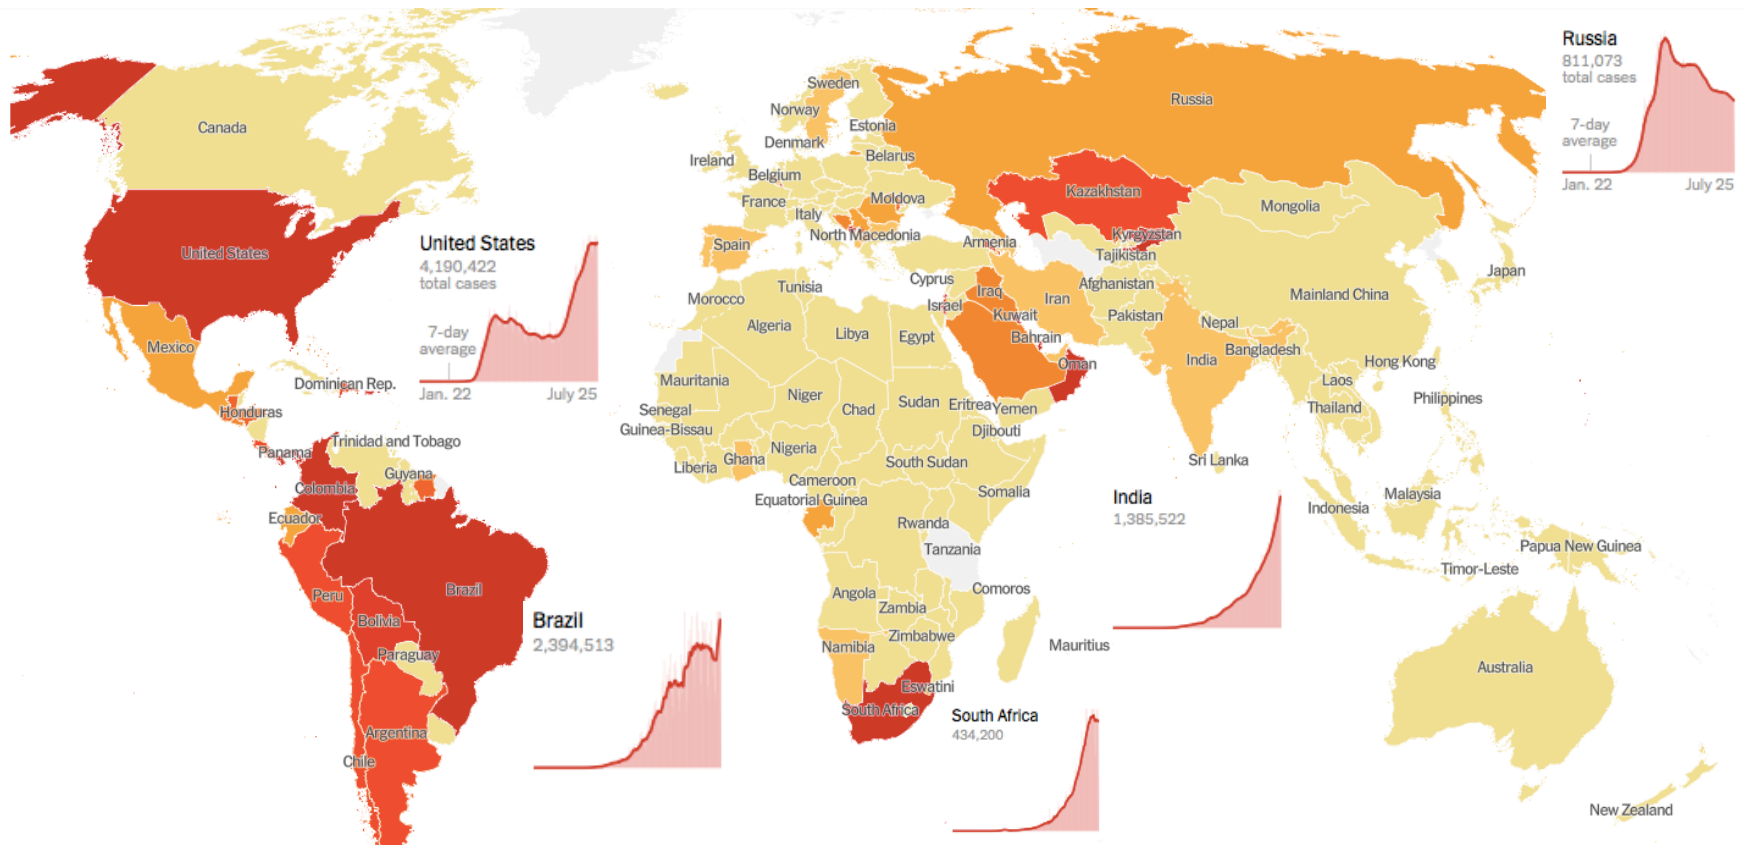 Russia
811,073
total cases
7-day
average
Jan. 22
July 25
Sweden
Norway
Russia
Canada
Estonia
Denmark
Ireland
Belarus
Belgium
Kazakhstan
France
Moldova
Mongolia
Italy
United States
North Macedonia
Kyrgyzstan
Spain
Armenia
Tajikistan
United States
4,190,422
total cases
7-day
average
Jan. 22
July 25
Japan
Cyprus
Afghanistan
Tunisia
Iraq
Iran
Mainland China
Morocco
Israel
Kuwait
Pakistan
Nepal
Algeria
Libya
Egypt
Bahrain
Mexico
India
Bangladesh
Hong Kong
Oman
Dominican Rep.
Mauritania
Laos
Niger
Chad
Sudan
Eritrea
Yemen
Thailand
Philippines
Honduras
Senegal
Guinea-Bissau
Djibouti
Trinidad and Tobago
Panama
Nigeria
Ghana
Liberia
South Sudan
Sri Lanka
Guyana
Cameroon
Colombia
Equatorial Guinea
Somalia
Malaysia
Indonesia
India
1,385,522
Ecuador
Rwanda
Tanzania
Papua New Guinea
Timor-Leste
Peru
Brazil
Angola
Comoros
Zambia
Bolivia
Brazil
2,394,513
Zimbabwe
Namibia
Mauritius
Paraguay
Australia
Eswatini
South Africa
South Africa
434,200
Argentina
Chile
New Zealand